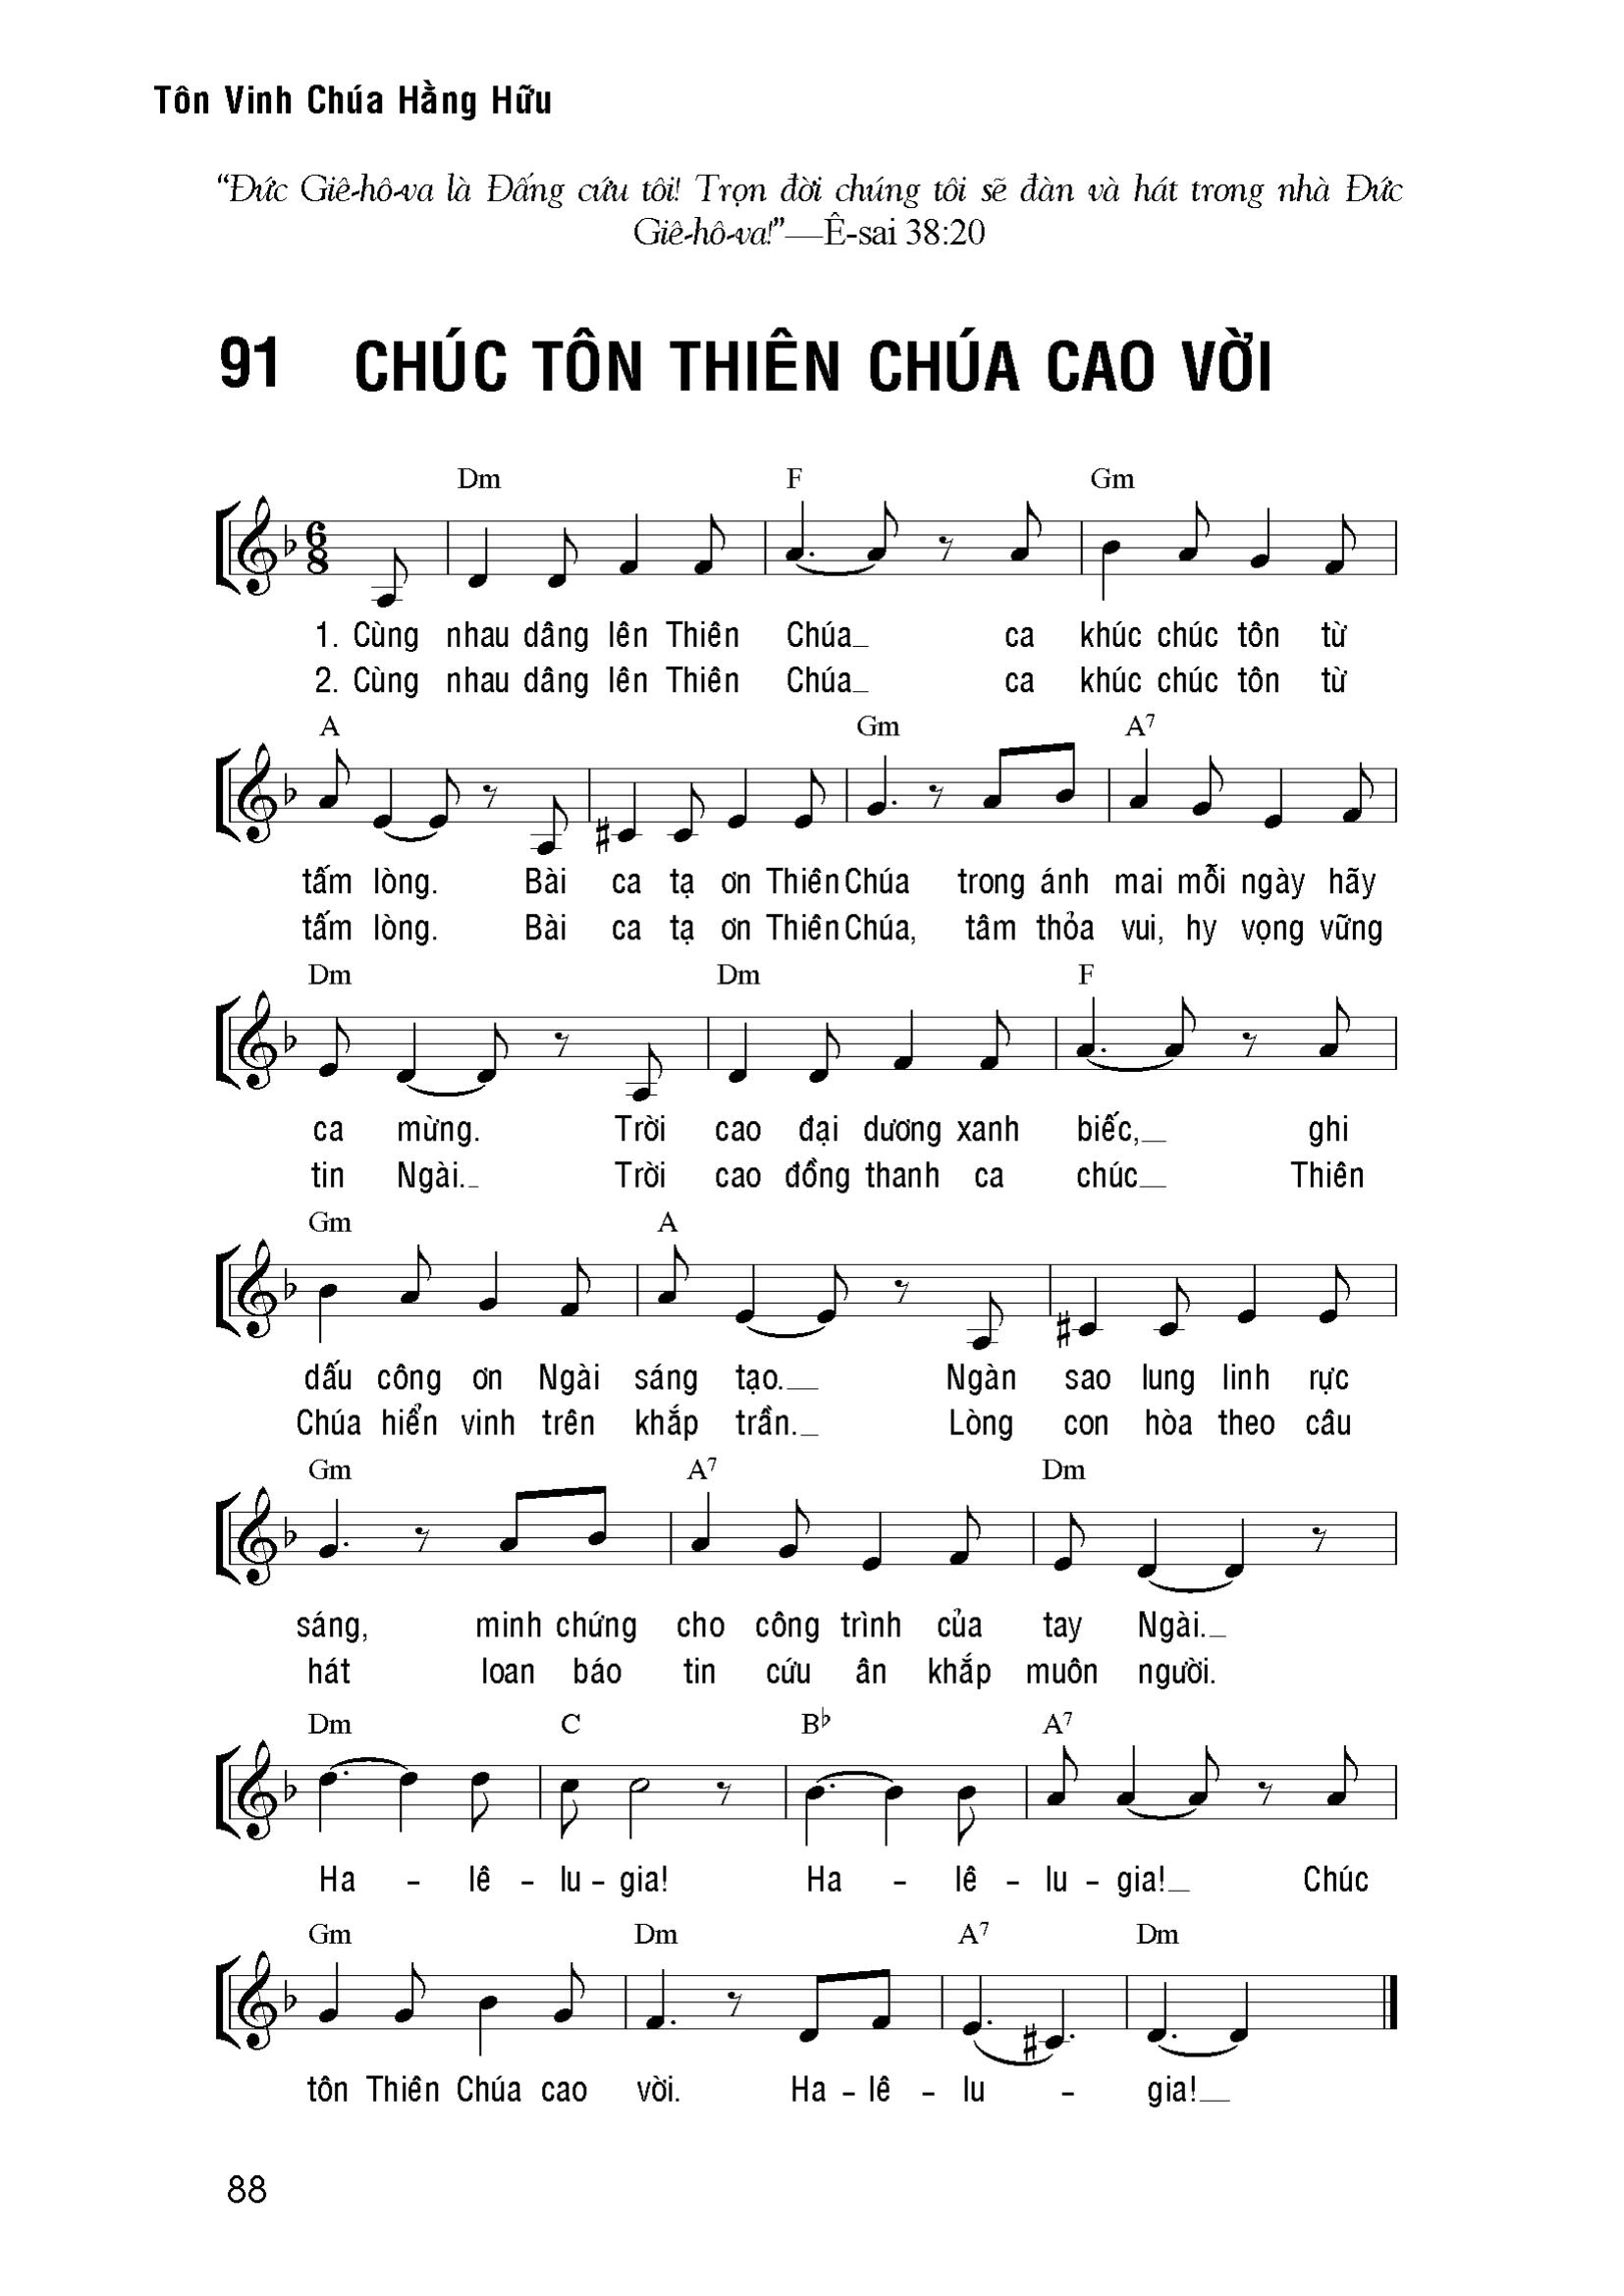 Tôn Vinh Chúa Hằng Hữu
“Đức Giê-hô-va là Đấng cứu tôi! Trọn đời chúng tôi sẽ đàn và hát trong nhà Đức
Giê-hô-va!”—Ê-sai 38:20
91 CHÚC TÔN THIÊN CHÚA CAO VỜI
Dm F Gm
6
8
1. Cùng nhau dâng lên Thiên Chúa_ ca khúc chúc tôn từ
2. Cùng nhau dâng lên Thiên Chúa_ ca khúc chúc tôn từ
A Gm A7
tấm lòng. Bài ca tạ ơn Thiên Chúa trong ánh mai mỗi ngày hãy
tấm lòng. Bài ca tạ ơn Thiên Chúa, tâm thỏa vui, hy vọng vững
Dm Dm F
ca mừng. Trời cao đại dương xanh biếc,_ ghi
tin Ngài._ Trời cao đồng thanh ca chúc_ Thiên
Gm A
dấu công ơn Ngài sáng tạo._ Ngàn sao lung linh rực
Chúa hiển vinh trên khắp trần._ Lòng con hòa theo câu
Gm A7 Dm
sáng, minh chứng cho công trình của tay Ngài._
hát loan báo tin cứu ân khắp muôn người.
Dm C B♭ A7
Ha - lê - lu - gia! Ha - lê - lu - gia!_ Chúc
Gm Dm A7 Dm
tôn Thiên Chúa cao vời. Ha - lê - lu - gia!_
88